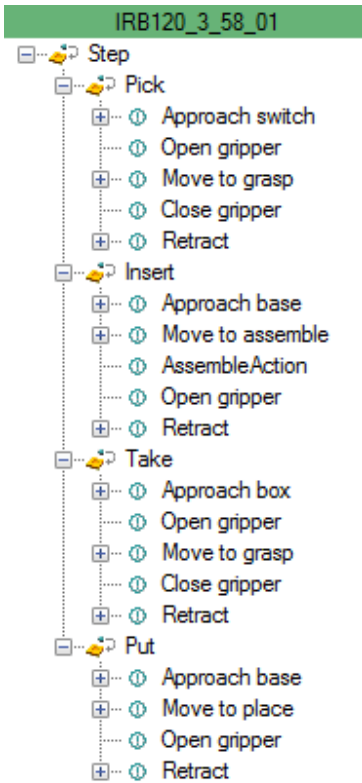 IRB120_3_58_01
Step
Pick
Approach switch
Open gripper
Move to grasp
Close gripper
Retract
Insert
Approach base
Move to assemble
AssembleAction
Open gripper
Retract
Take
Approach box
Open gripper
Move to grasp
Close gripper
Retract
Put
Approach base
Move to place
Open gripper
Retract